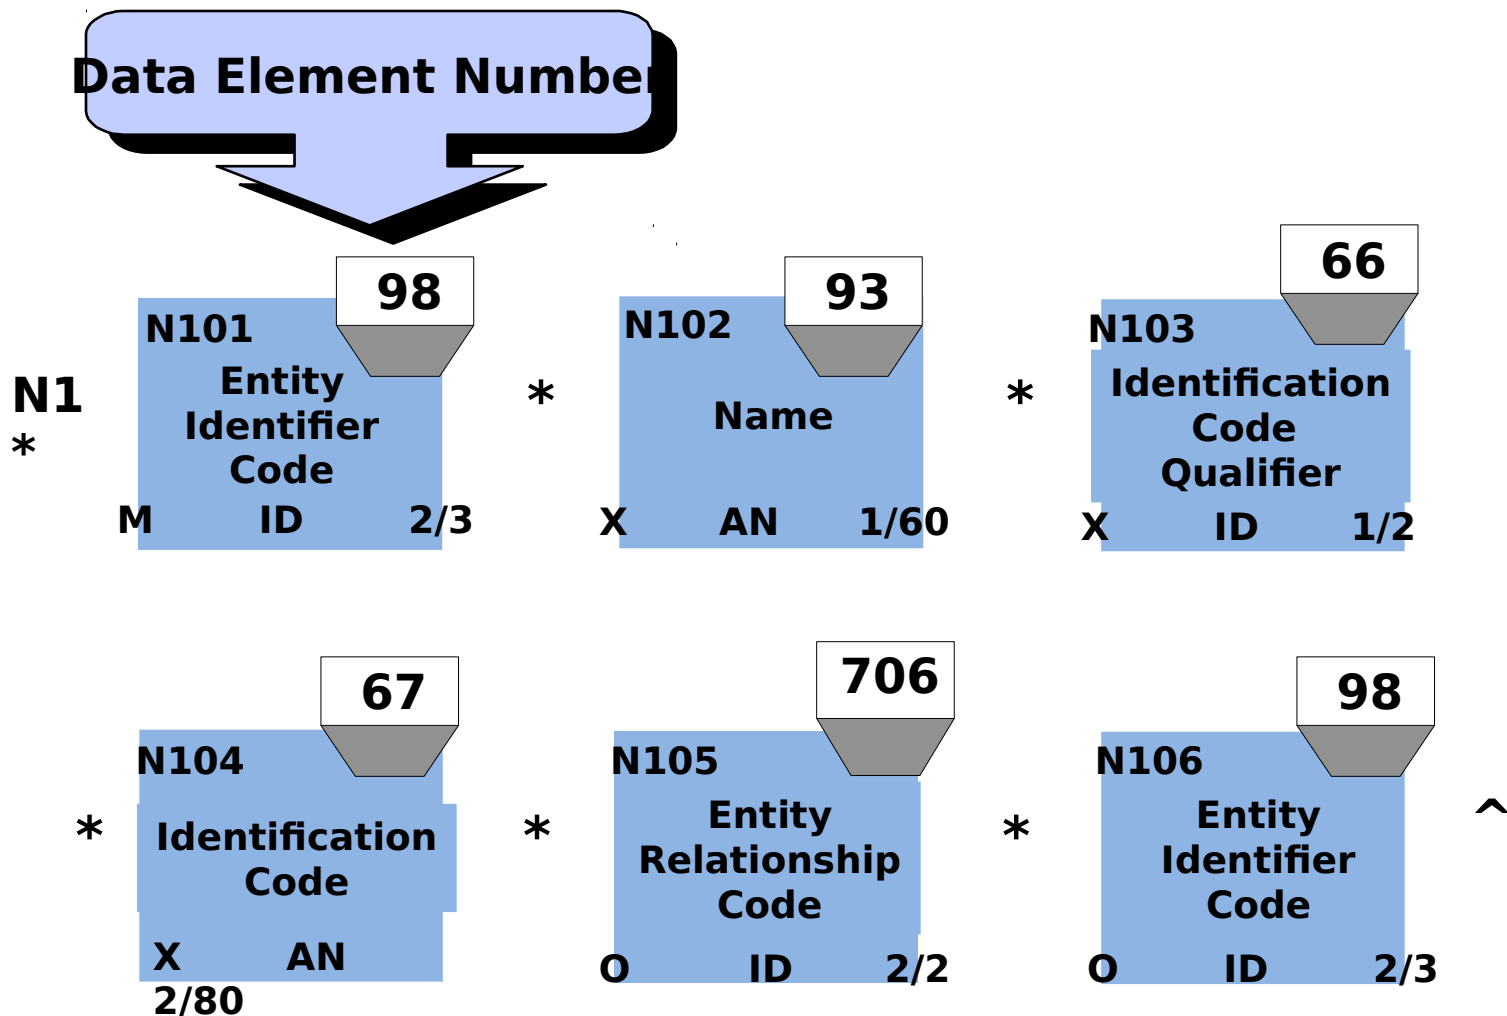 Data Element Number
98
93
66
N101
N102
N103
N1
*
Entity
Identifier
Code
*
Name
*
Identification
Code
Qualifier
M ID 2/3
X AN 1/60
X ID 1/2
67
706
98
N104
N105
N106
*
Identification
Code
*
Entity
Relationship
Code
*
Entity
Identifier
Code
^
X AN
2/80
O ID 2/2
O ID 2/3